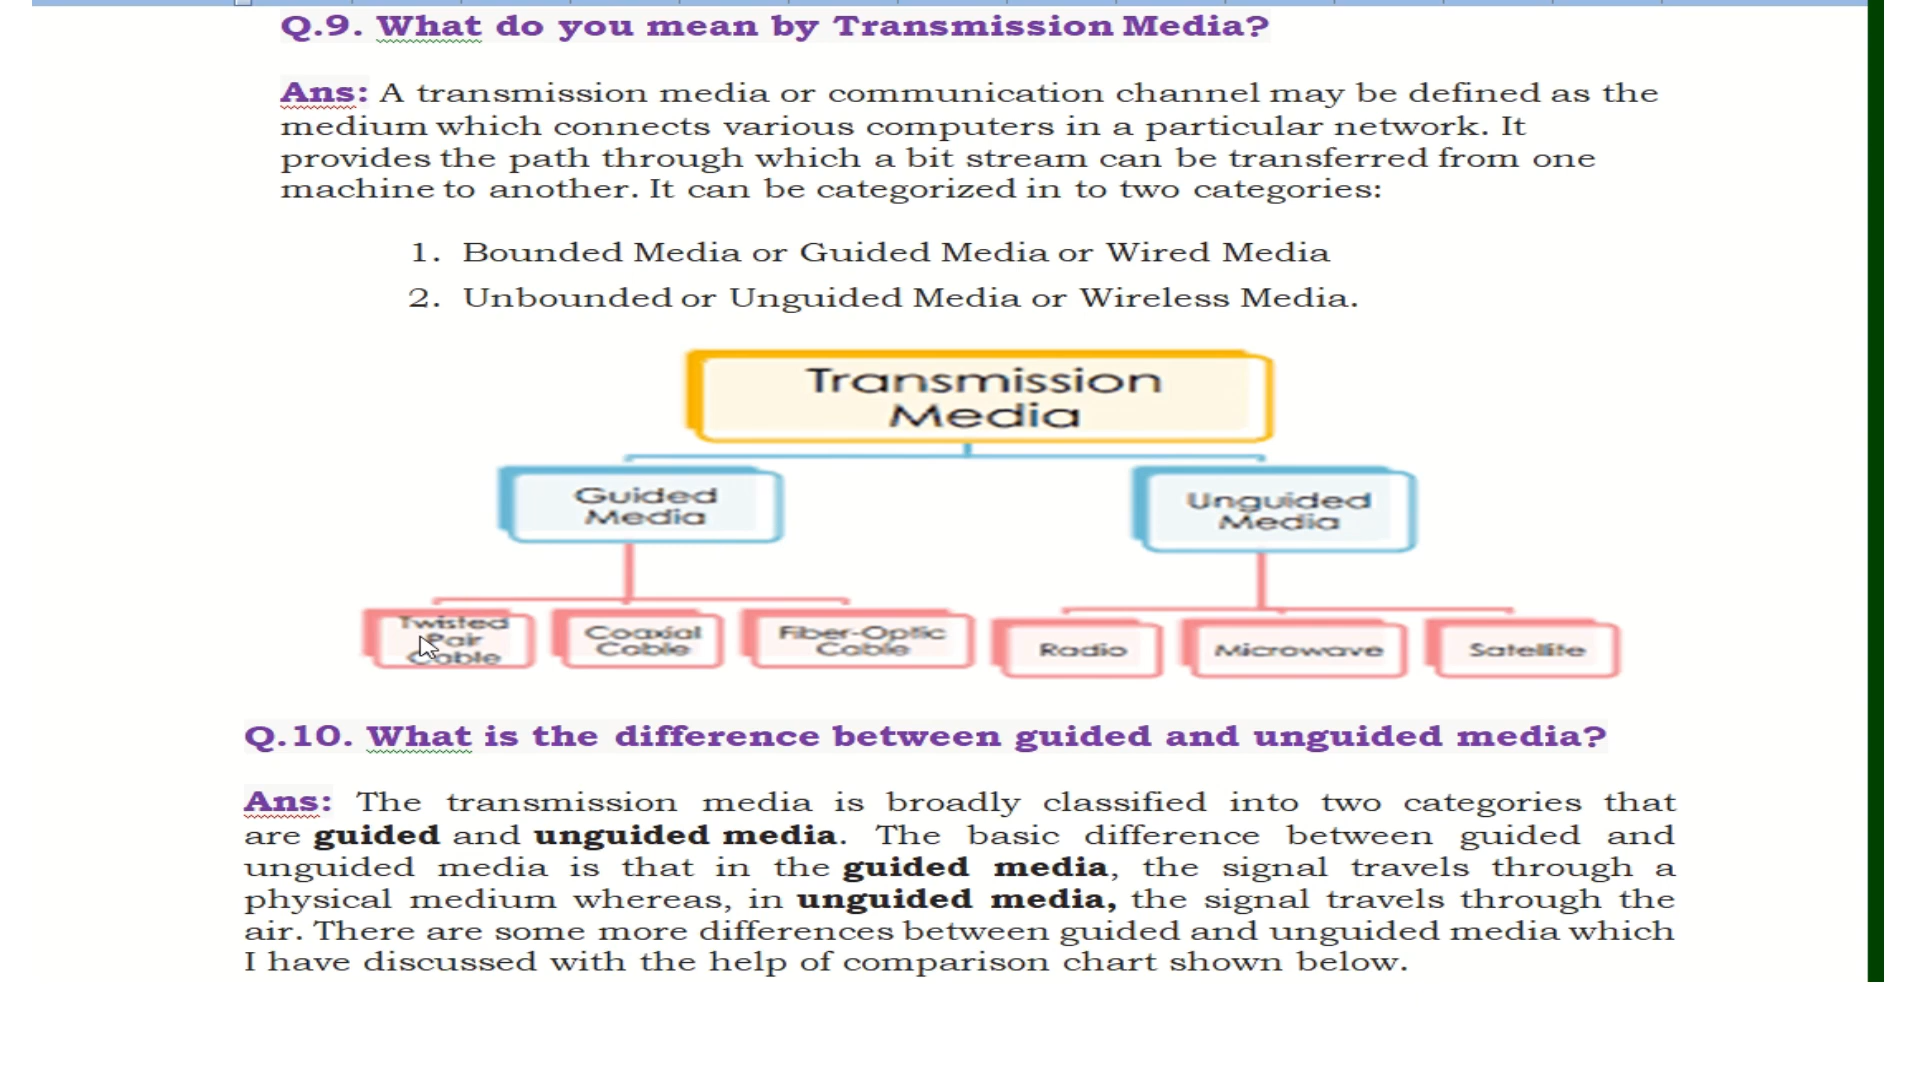 Q.9. What do you mean by Transmission Media?
Ans: A transmission media or communication channel may be defined as the
medium which connects various computers in a particular network. It
provides the path through which a bit stream can be transferred from one
machine to another. It can be categorized in to two categories:
1. Bounded Media or Guided Media or Wired Media
2. Unbounded or Unguided Media or Wireless Media.
Transmission
Media
Guided
Media
Unguided
Media
Twisted
Pair
Cable
Coaxial
Cable
Fiber-Optic
Cable
Radio
Microwave
Satellite
Q.10. What is the difference between guided and unguided media?
Ans: The transmission media is broadly classified into two categories that
are guided and unguided media. The basic difference between guided and
unguided media is that in the guided media, the signal travels through a
physical medium whereas, in unguided media, the signal travels through the
air. There are some more differences between guided and unguided media which
I have discussed with the help of comparison chart shown below.